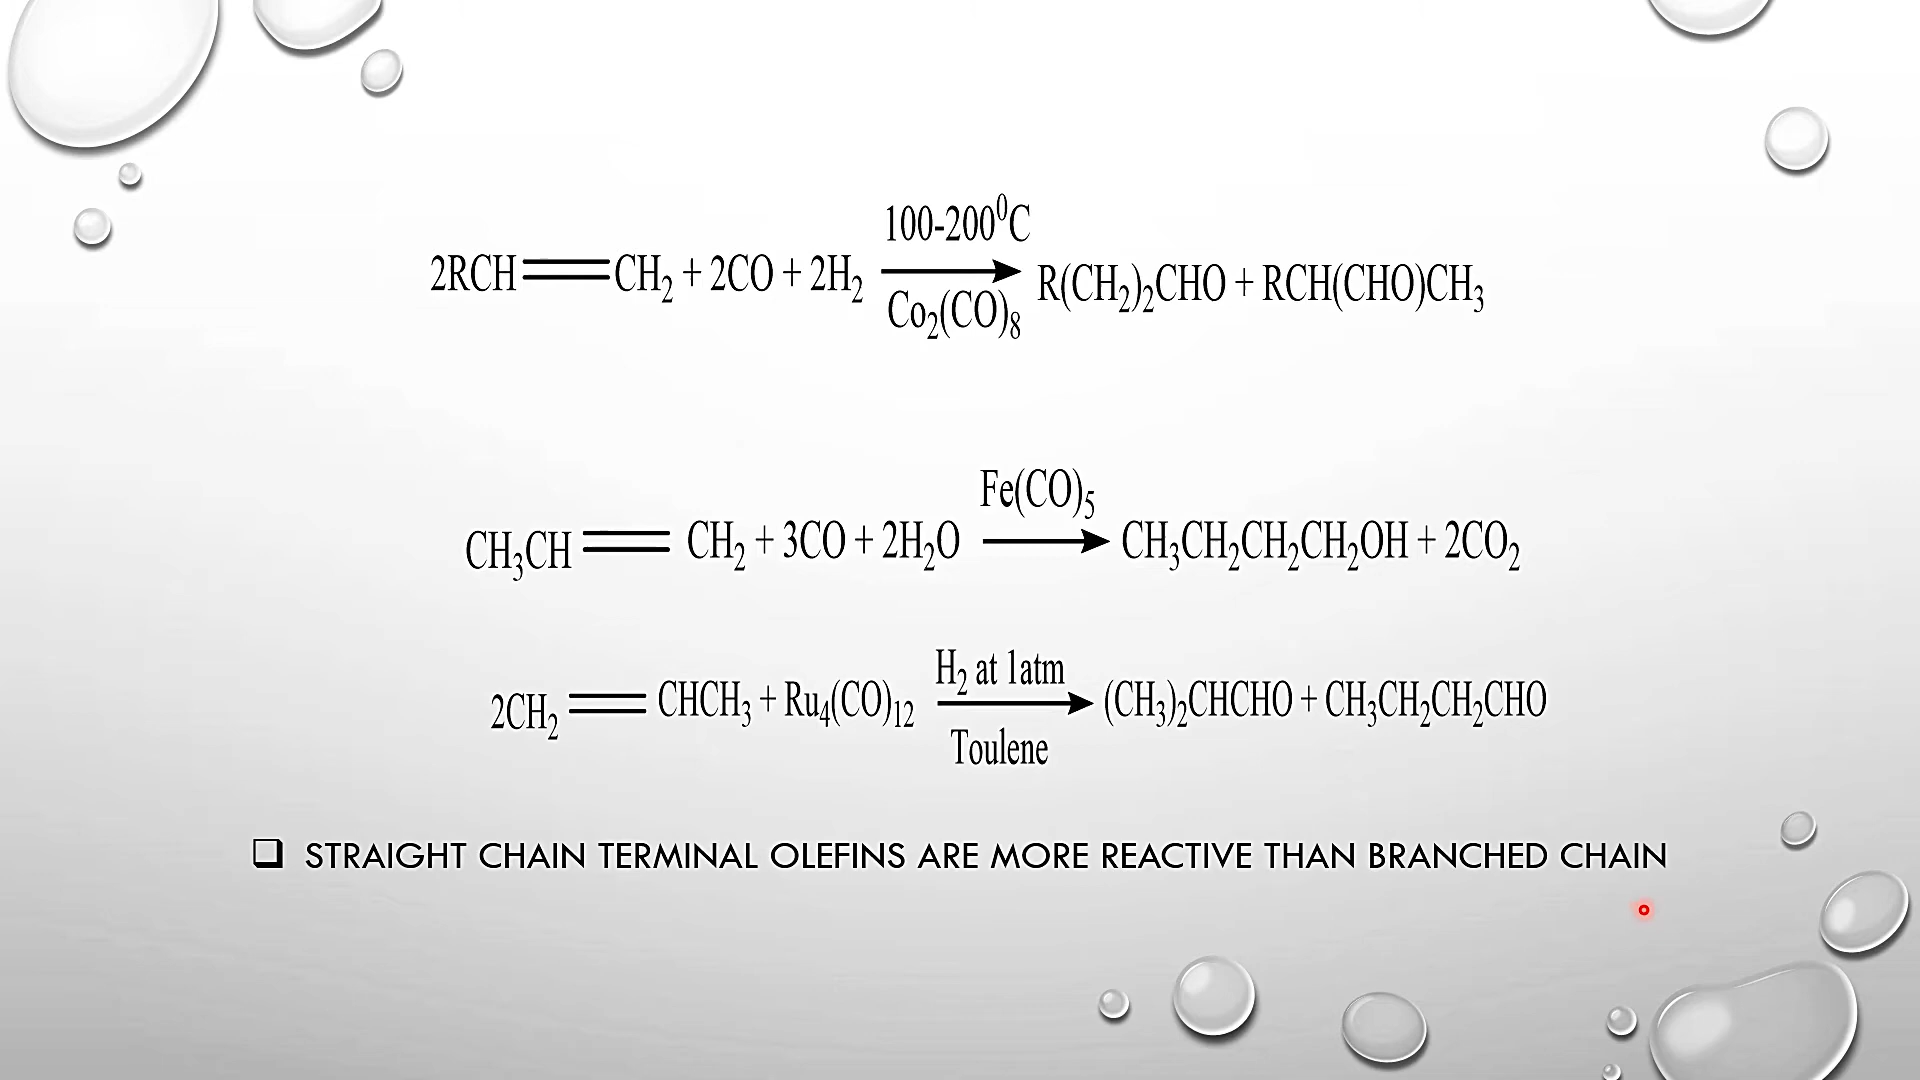 100-200⁰C
2RCH=CH₂ + 2CO + 2H₂ → R(CH₂)₂CHO + RCH(CHO)CH₃
Co₂(CO)₈
Fe(CO)₅
CH₃CH=CH₂ + 3CO + 2H₂O → CH₃CH₂CH₂CH₂OH + 2CO₂
H₂ at 1atm
2CH₂=CHCH₃ + Ru₄(CO)₁₂ → (CH₃)₂CHCHO + CH₃CH₂CH₂CHO
Toulene
❑ STRAIGHT CHAIN TERMINAL OLEFINS ARE MORE REACTIVE THAN BRANCHED CHAIN